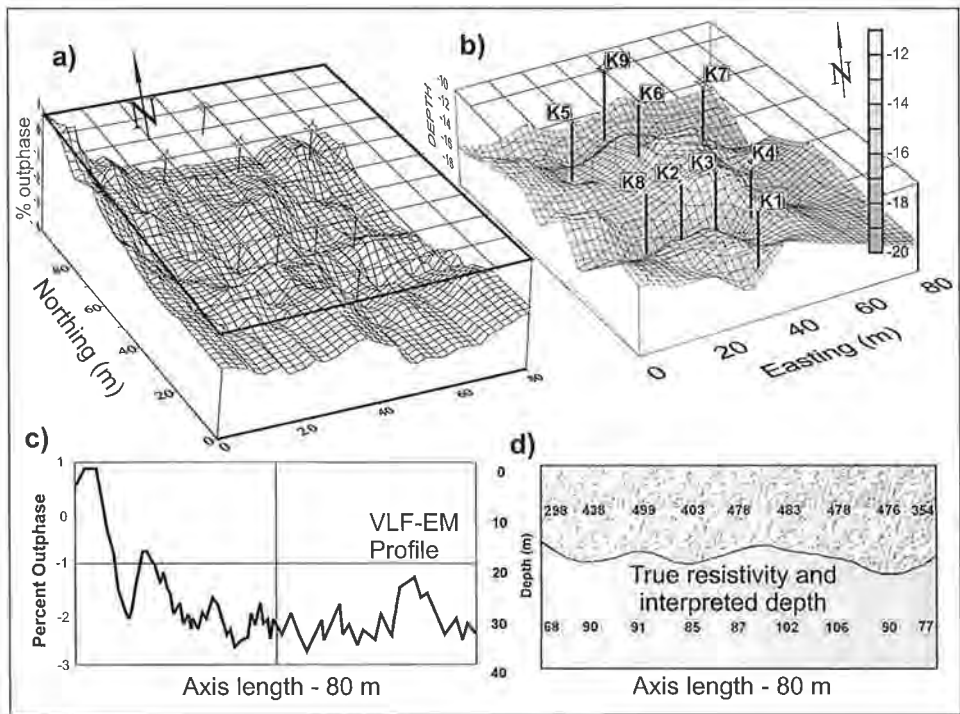 a)
N
% outphase
80
60
40
20
0
Northing (m)
0
20
40
60
80
b)
K9
K7
K6
K5
K3
K4
K2
K8
K1
N
-10
-12
-14
-16
-18
DEPTH
-12
-14
-16
-18
-20
0
20
40
60
80
Easting (m)
c)
1
0
-1
-2
-3
Percent Outphase
VLF-EM
Profile
Axis length - 80 m
d)
0
10
20
30
40
Depth (m)
298 438 499 403 478 483 478 476 354
True resistivity and
interpreted depth
68 90 91 85 87 102 106 90 77
Axis length - 80 m